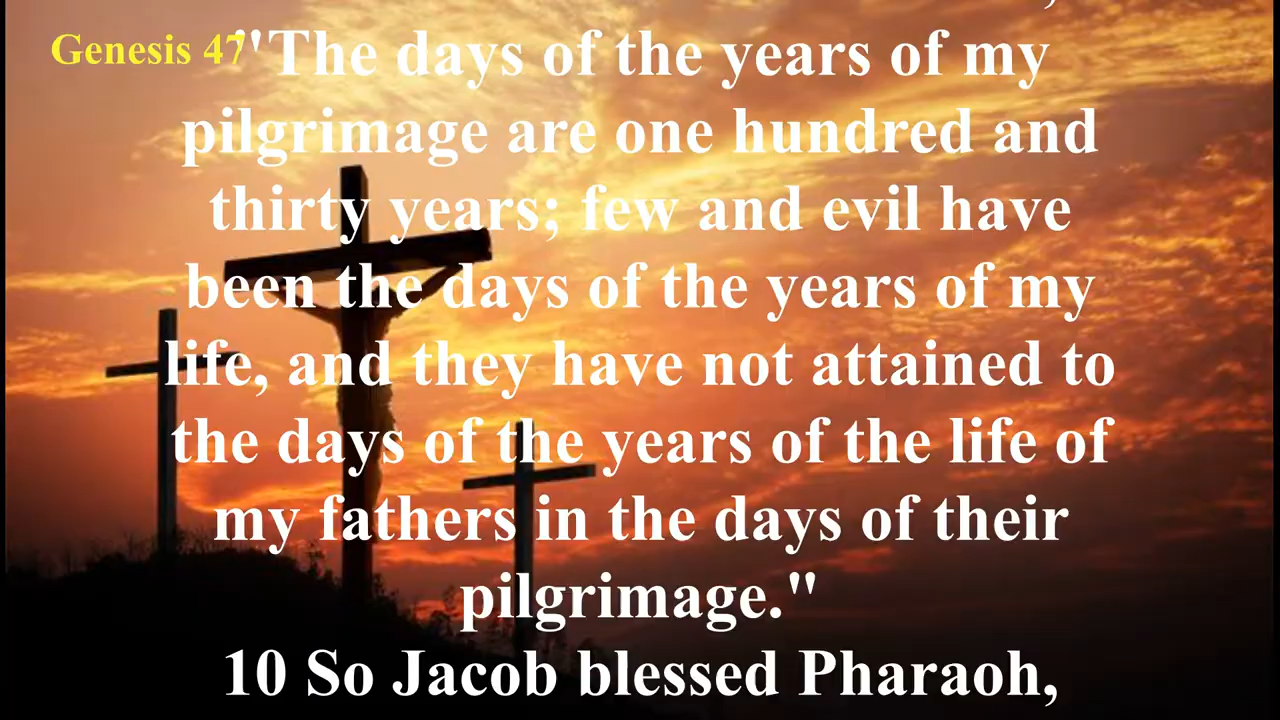 Genesis 47
"The days of the years of my
pilgrimage are one hundred and
thirty years; few and evil have
been the days of the years of my
life, and they have not attained to
the days of the years of the life of
my fathers in the days of their
pilgrimage."
10 So Jacob blessed Pharaoh,